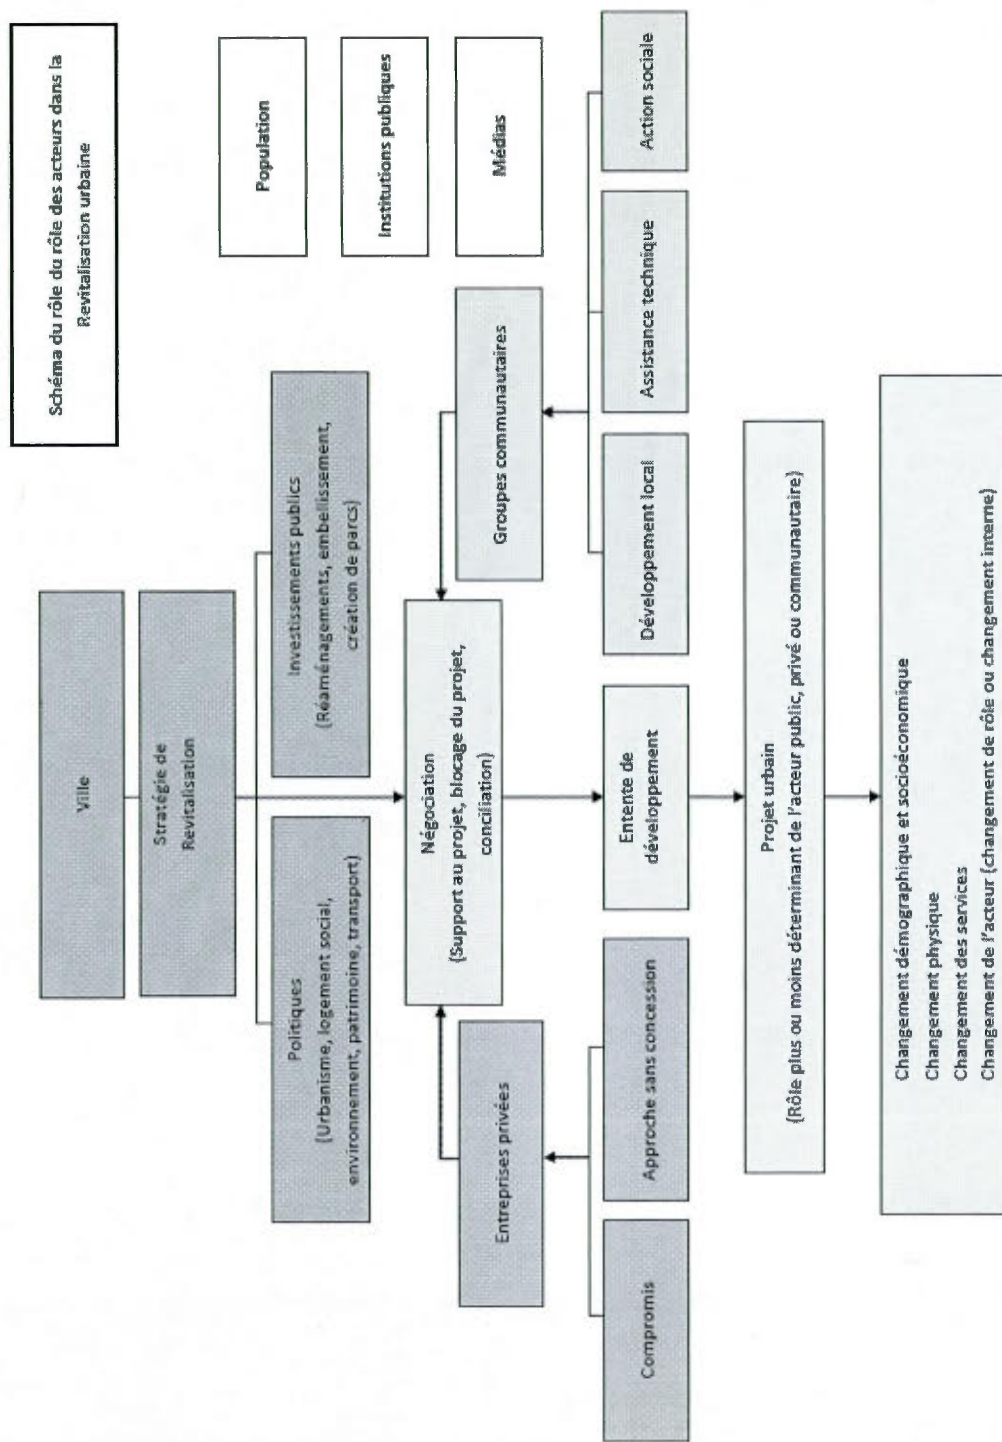 Schéma du rôle du rôle des acteurs dans la
Revitalisation urbaine
Ville
Stratégie de
Revitalisation
Politiques
(Urbanisme, logement social,
environnement, patrimoine, transport)
Investissements publics
(Réaménagements, embellissement,
création de parcs)
Population
Institutions publiques
Médias
Négociation
(Support au projet, blocage du projet,
conciliation)
Entreprises privées
Groupes communautaires
Compromis
Approche sans concession
Entente de
développement
Développement local
Assistance technique
Action sociale
Projet urbain
(Rôle plus ou moins déterminant de l'acteur public, privé ou communautaire)
Changement démographique et socioéconomique
Changement physique
Changement des services
Changement de l'acteur (changement de rôle ou changement interne)